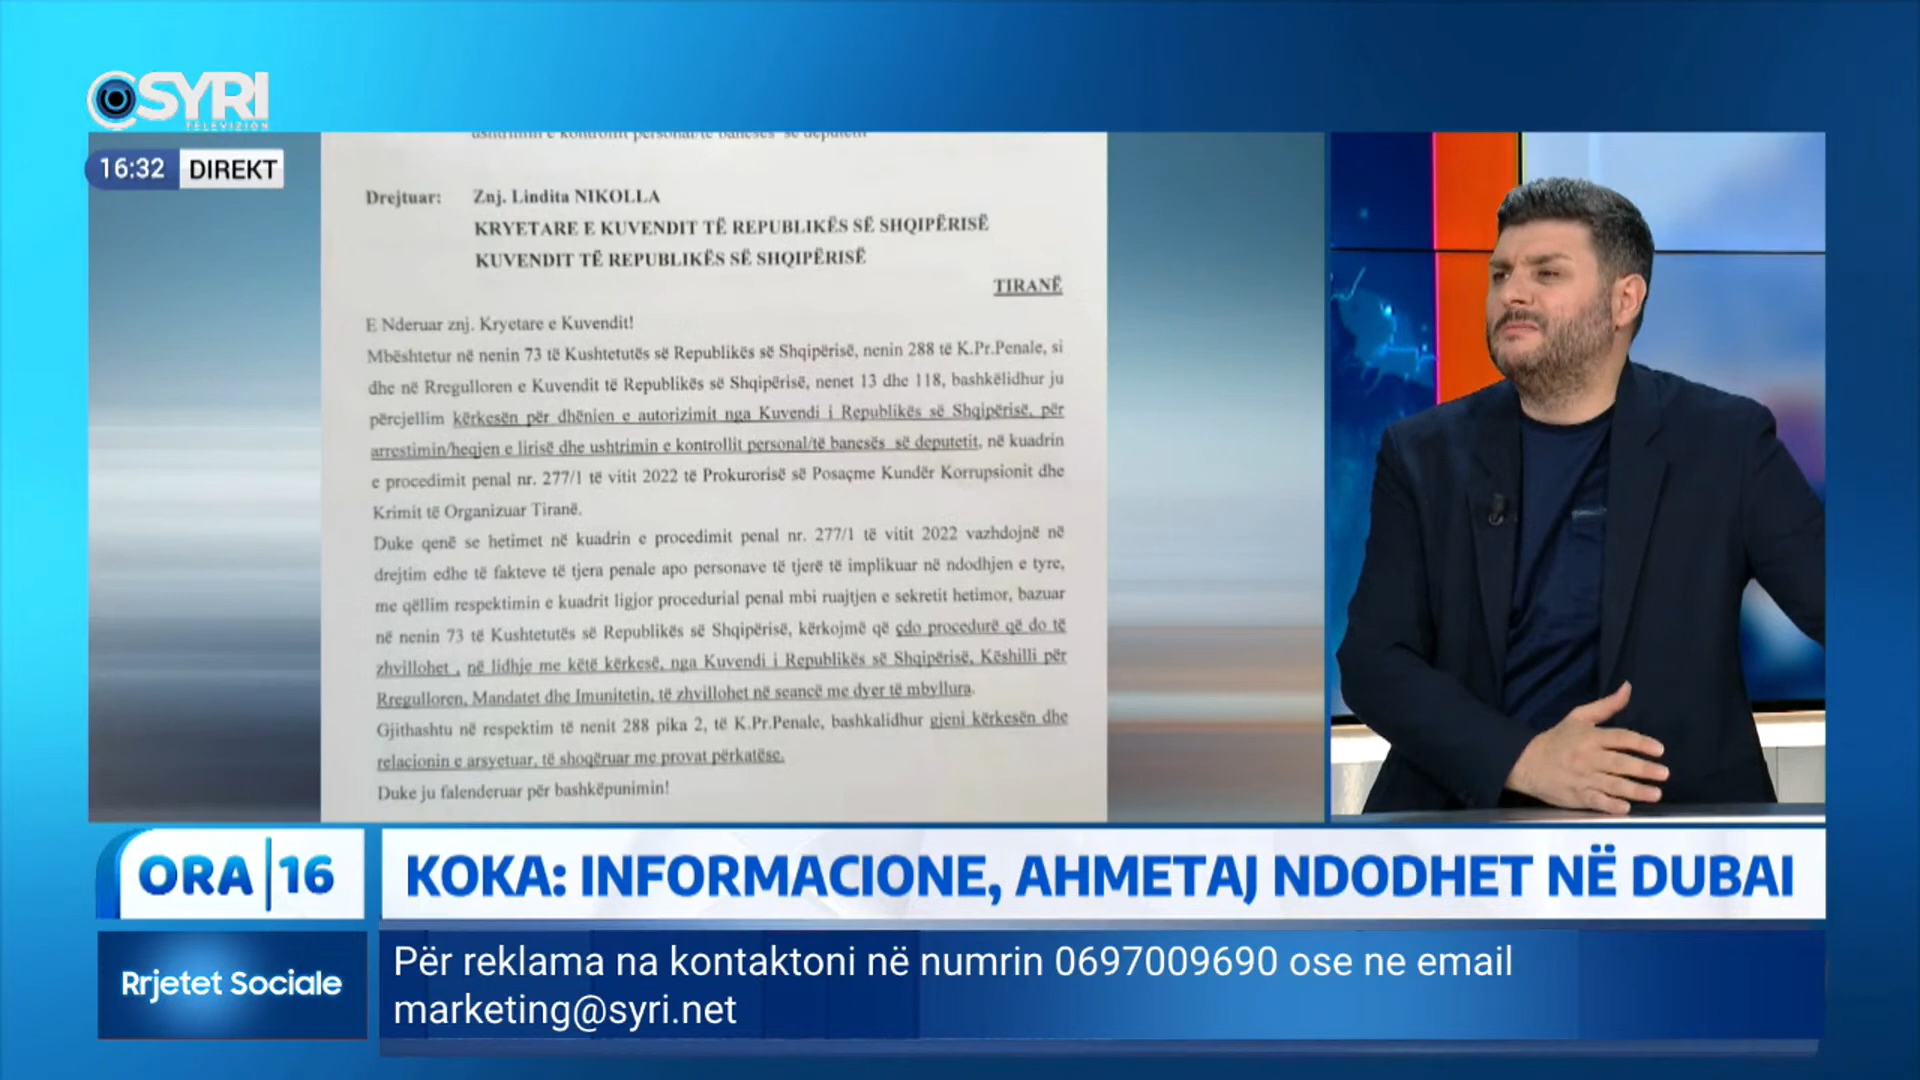 SYRI
TELEVIZION
16:32 DIREKT
ushtrimin e kontrollit personal/të banesës së deputetit
Drejtuar: Znj. Lindita NIKOLLA
KRYETARE E KUVENDIT TË REPUBLIKËS SË SHQIPËRISË
KUVENDIT TË REPUBLIKËS SË SHQIPËRISË
TIRANË
E Nderuar znj. Kryetare e Kuvendit!
Mbështetur në nenin 73 të Kushtetutës së Republikës së Shqipërisë, nenin 288 të K.Pr.Penale, si
dhe në Rregulloren e Kuvendit të Republikës së Shqipërisë, nenet 13 dhe 118, bashkëlidhur ju
përcjellim kërkesën për dhënien e autorizimit nga Kuvendi i Republikës së Shqipërisë, për
arrestimin/heqjen e lirisë dhe ushtrimin e kontrollit personal/të banesës së deputetit, në kuadrin
e procedimit penal nr. 277/1 të vitit 2022 të Prokurorisë së Posaçme Kundër Korrupsionit dhe
Krimit të Organizuar Tiranë.
Duke qenë se hetimet në kuadrin e procedimit penal nr. 277/1 të vitit 2022 vazhdojnë në
drejtim edhe të fakteve të tjera penale apo personave të tjerë të implikuar në ndodhjen e tyre,
me qëllim respektimin e kuadrit ligjor procedurial penal mbi ruajtjen e sekretit hetimor, bazuar
në nenin 73 të Kushtetutës së Republikës së Shqipërisë, kërkojmë që çdo procedurë që do të
zhvillohet , në lidhje me këtë kërkesë, nga Kuvendi i Republikës së Shqipërisë, Këshilli për
Rregulloren, Mandatet dhe Imunitetin, të zhvillohet në seancë me dyer të mbyllura.
Gjithashtu në respektim të nenit 288 pika 2, të K.Pr.Penale, bashkalidhur gjeni kërkesën dhe
relacionin e arsyetuar, të shoqëruar me provat përkatëse.
Duke ju falenderuar për bashkëpunimin!
ORA 16
KOKA: INFORMACIONE, AHMETAJ NDODHET NË DUBAI
Rrjetet Sociale
Për reklama na kontaktoni në numrin 0697009690 ose ne email
marketing@syri.net